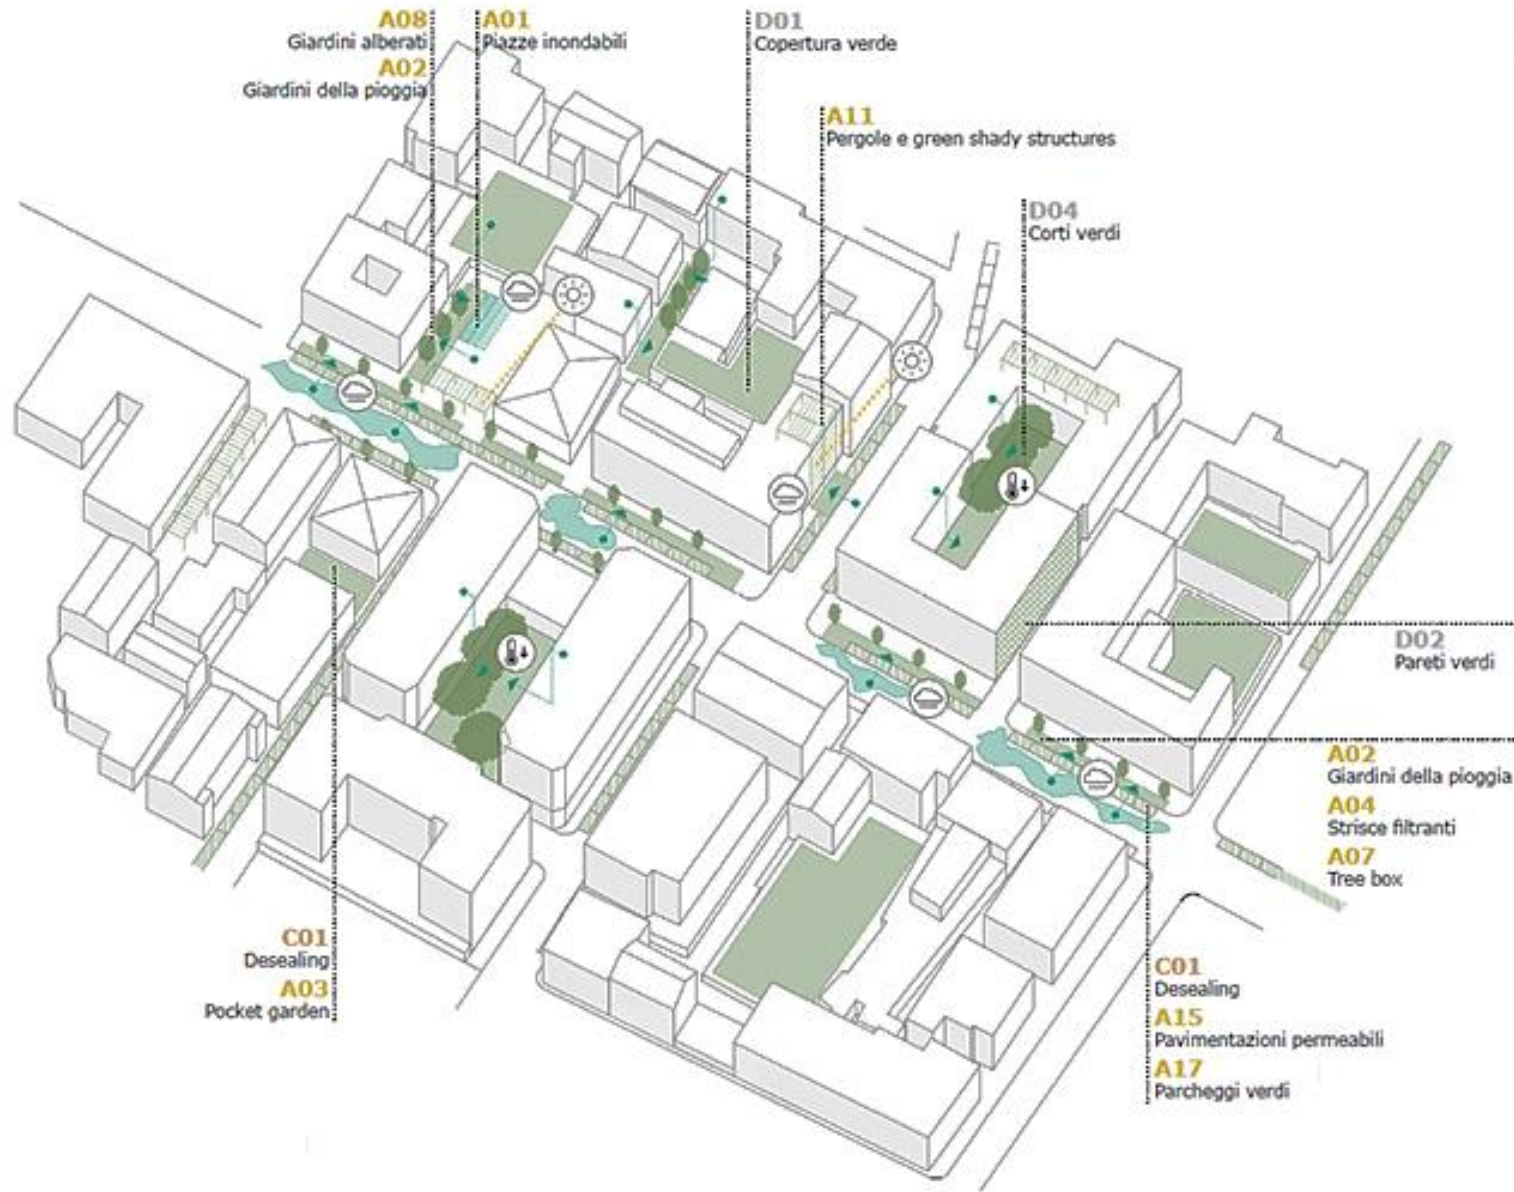 A08
Giardini alberati
A02
Giardini della pioggia
A01
Piazze inondabili
D01
Copertura verde
A11
Pergole e green shady structures
D04
Corti verdi
D02
Pareti verdi
A02
Giardini della pioggia
A04
Strisce filtranti
A07
Tree box
C01
Desealing
A03
Pocket garden
C01
Desealing
A15
Pavimentazioni permeabili
A17
Parcheggi verdi